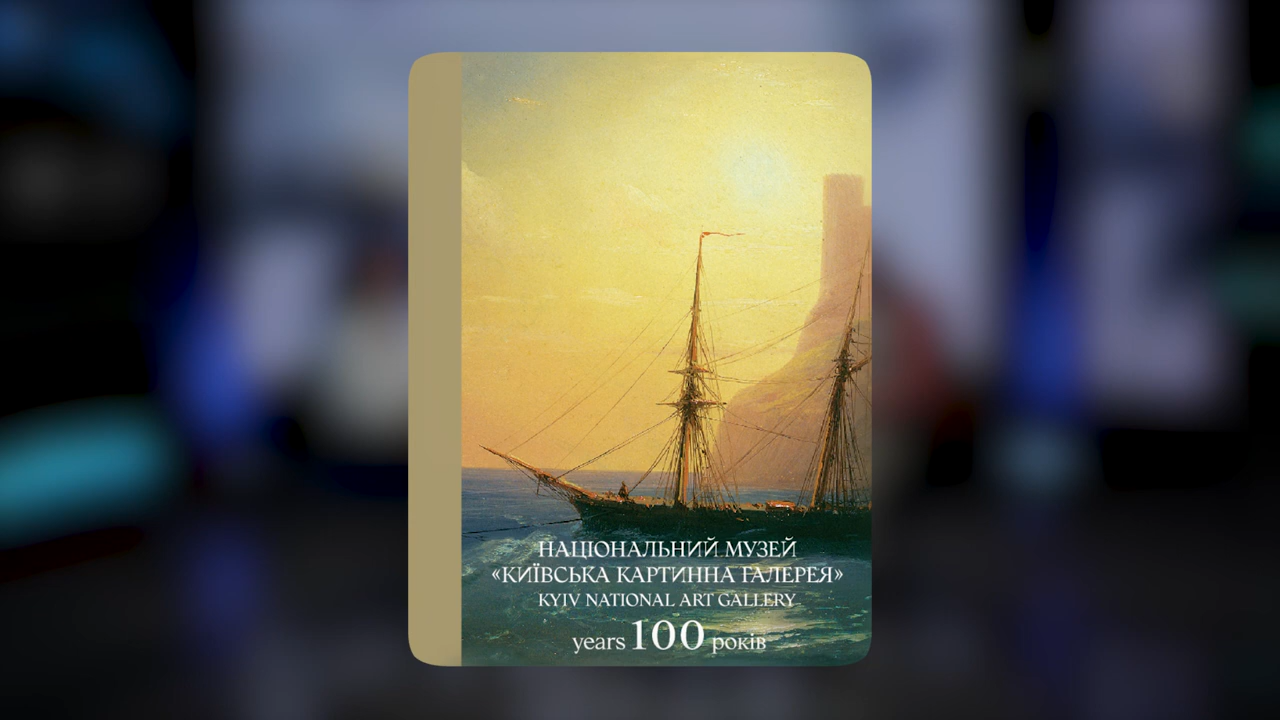 НАЦІОНАЛЬНИЙ МУЗЕЙ
«КИЇВСЬКА КАРТИННА ГАЛЕРЕЯ»
KYIV NATIONAL ART GALLERY
years 100 років